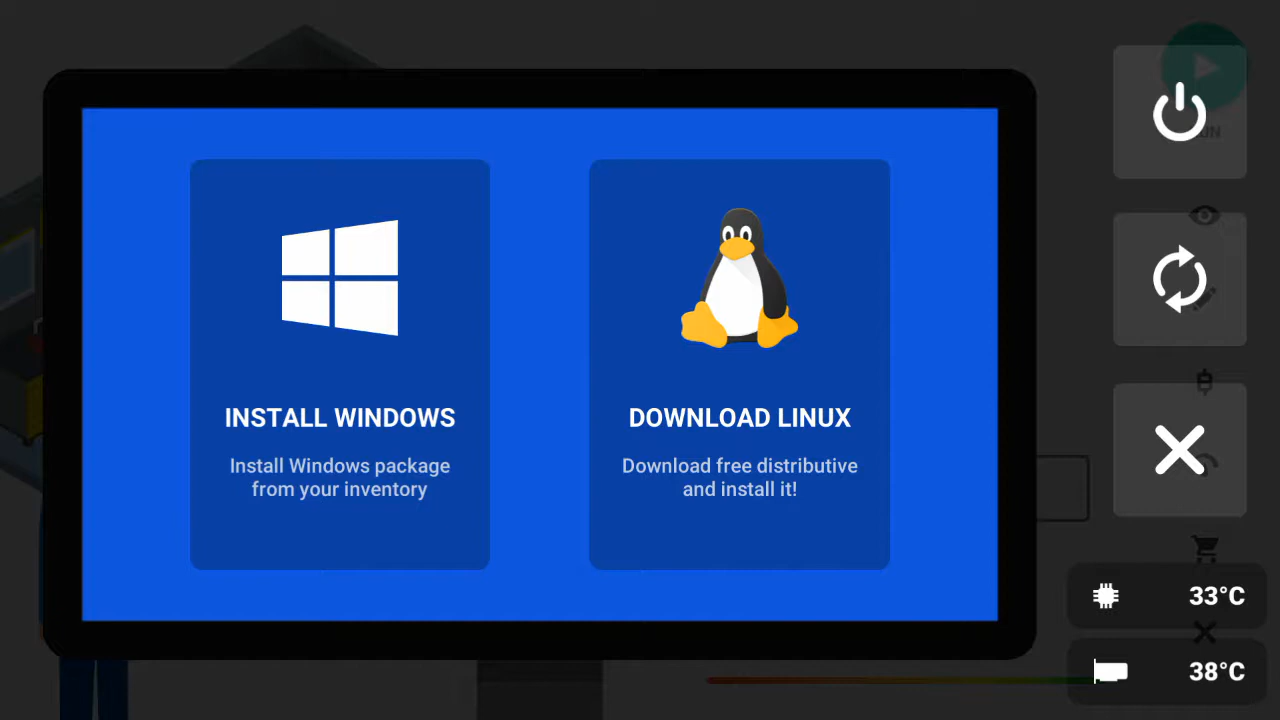 INSTALL WINDOWS
Install Windows package
from your inventory
DOWNLOAD LINUX
Download free distributive
and install it!
33°C
38°C